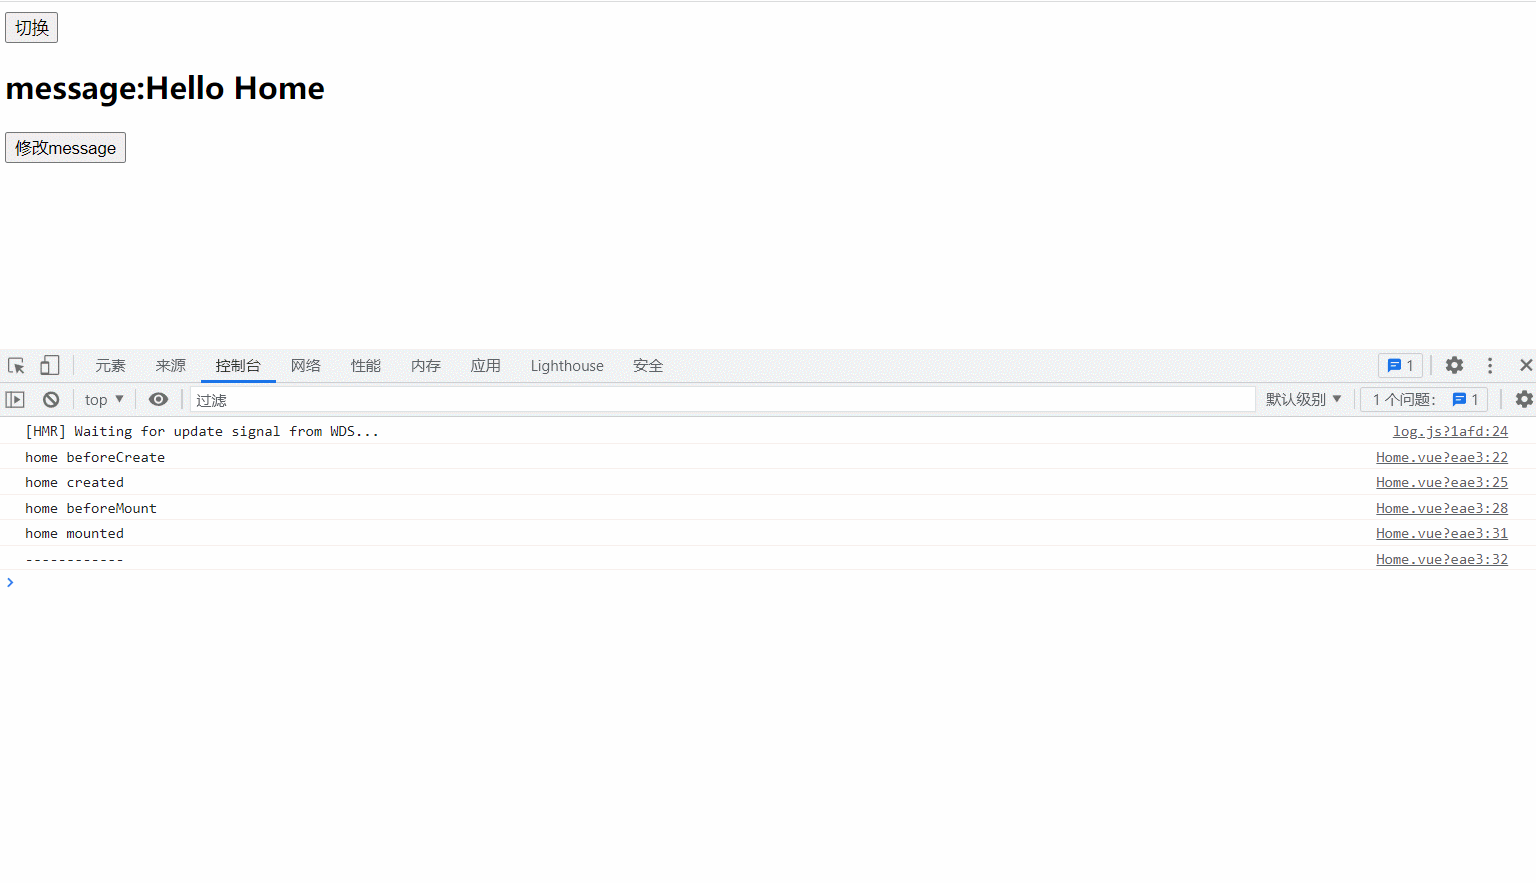 切换
message:Hello Home
修改message
元素 来源 控制台 网络 性能 内存 应用 Lighthouse 安全 1
top 过滤 默认级别 1 个问题: 1
[HMR] Waiting for update signal from WDS... log.js?1afd:24
home beforeCreate Home.vue?eae3:22
home created Home.vue?eae3:25
home beforeMount Home.vue?eae3:28
home mounted Home.vue?eae3:31
------------ Home.vue?eae3:32